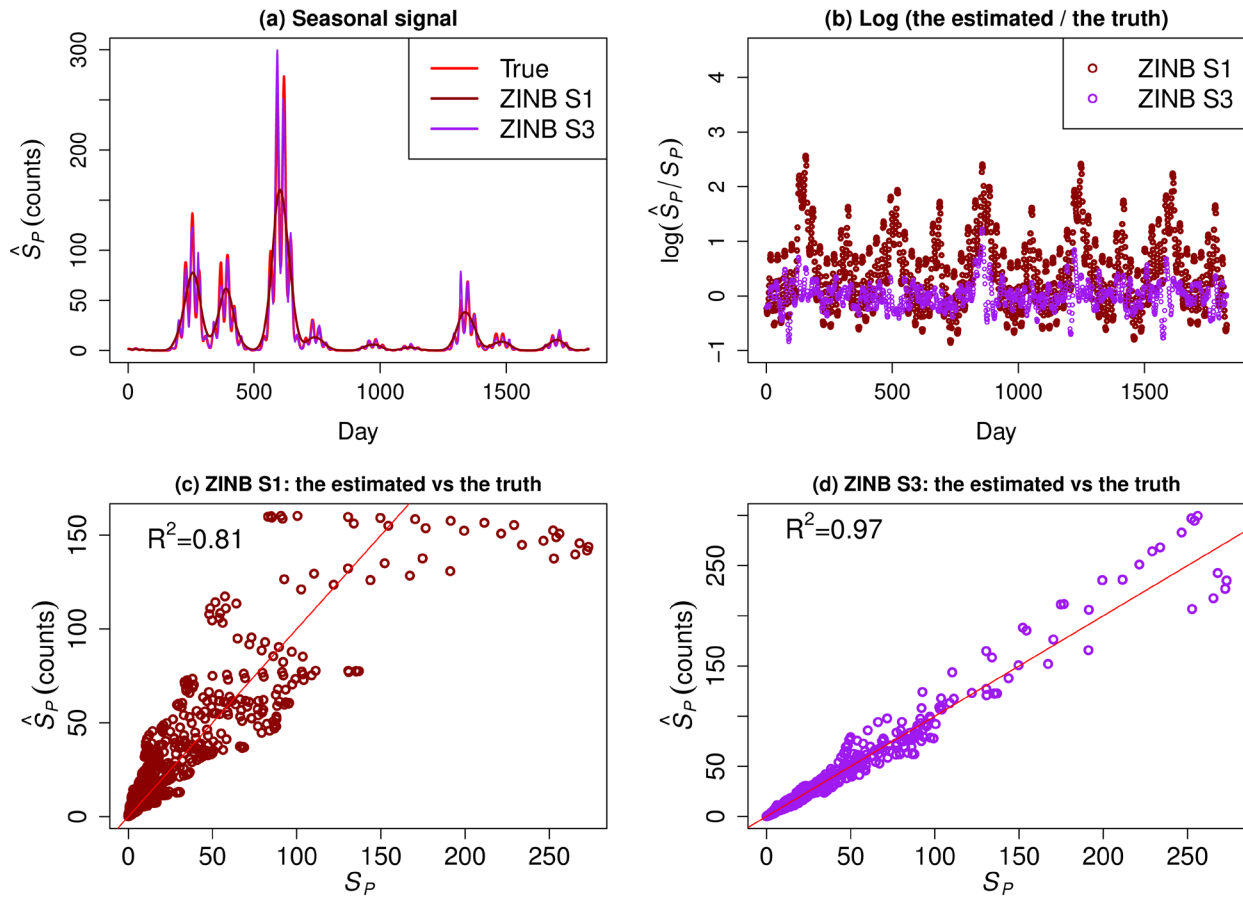 (a) Seasonal signal
300
250
200
150
100
50
0
Ŝ_P (counts)
True
ZINB S1
ZINB S3
0
500
1000
1500
Day
(b) Log (the estimated / the truth)
4
3
2
1
0
−1
log(Ŝ_P / S_P)
ZINB S1
ZINB S3
0
500
1000
1500
Day
(c) ZINB S1: the estimated vs the truth
R²=0.81
150
100
50
0
Ŝ_P (counts)
0
50
100
150
200
250
S_P
(d) ZINB S3: the estimated vs the truth
R²=0.97
250
150
50
0
Ŝ_P (counts)
0
50
100
150
200
250
S_P